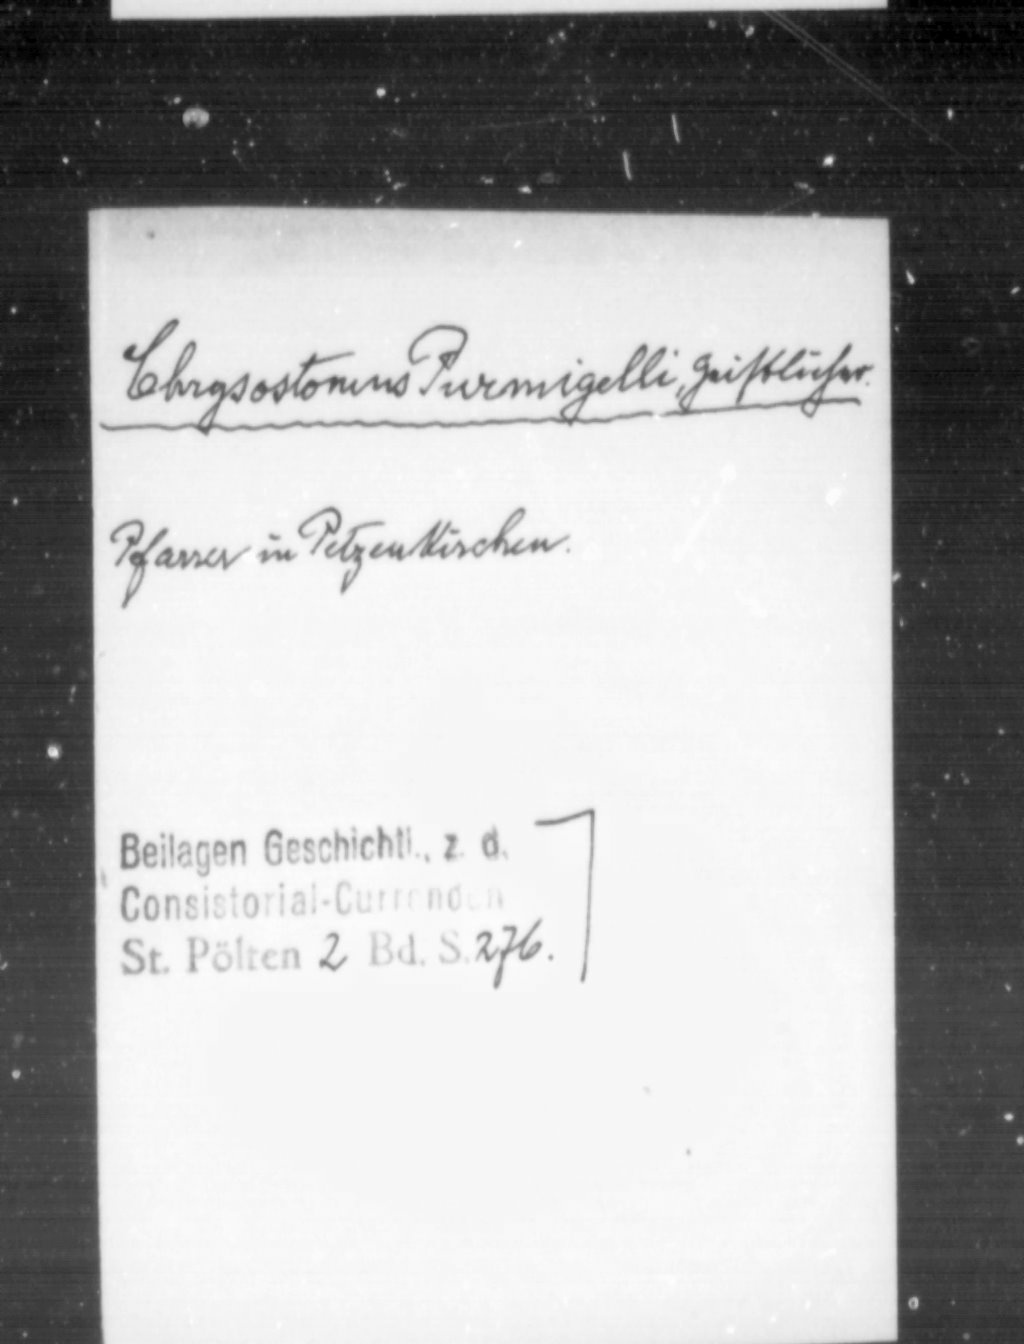 Chrysostomus Purmigelli, Geistlicher.
Pfarrer in Petzenkirchen.
Beilagen Geschichtl., z. d.
Consistorial-Currenden
St. Pölten 2 Bd. S. 276.